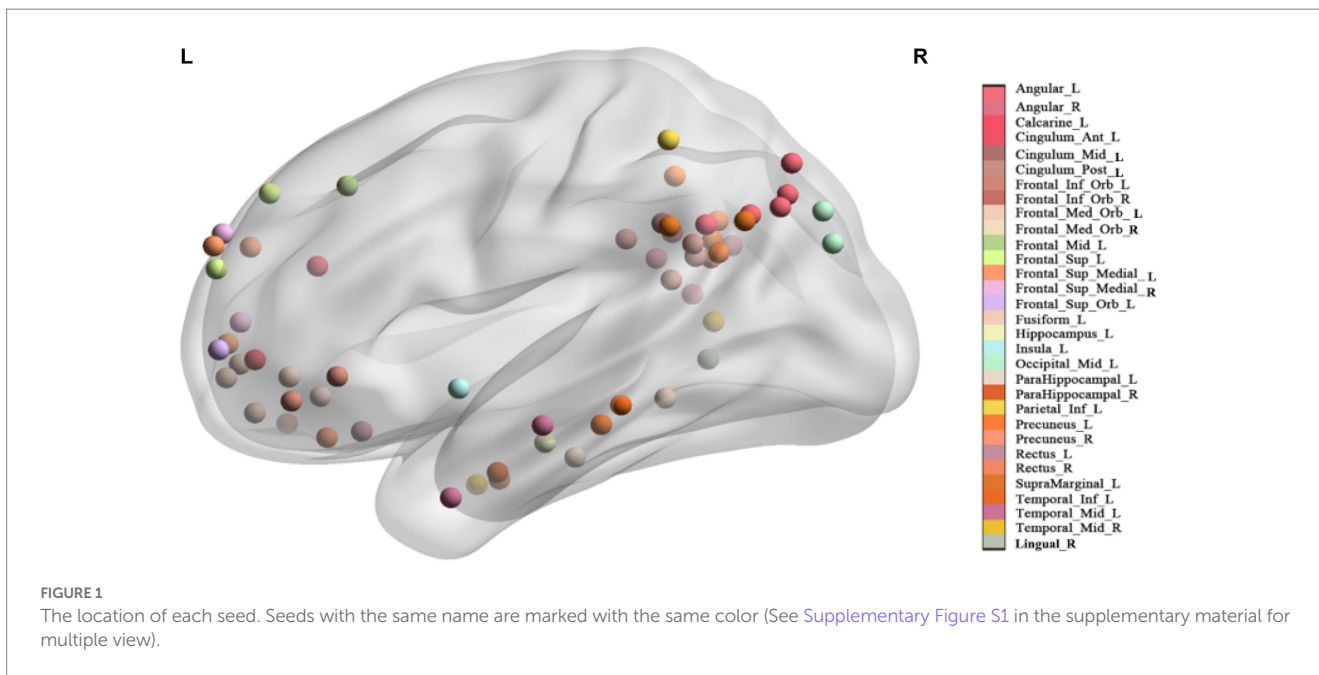 L
R
Angular_L
Angular_R
Calcarine_L
Cingulum_Ant_L
Cingulum_Mid_L
Cingulum_Post_L
Frontal_Inf_Orb_L
Frontal_Inf_Orb_R
Frontal_Med_Orb_L
Frontal_Med_Orb_R
Frontal_Mid_L
Frontal_Sup_L
Frontal_Sup_Medial_L
Frontal_Sup_Medial_R
Frontal_Sup_Orb_L
Fusiform_L
Hippocampus_L
Insula_L
Occipital_Mid_L
ParaHippocampal_L
ParaHippocampal_R
Parietal_Inf_L
Precuneus_L
Precuneus_R
Rectus_L
Rectus_R
SupraMarginal_L
Temporal_Inf_L
Temporal_Mid_L
Temporal_Mid_R
Lingual_R
FIGURE 1
The location of each seed. Seeds with the same name are marked with the same color (See Supplementary Figure S1 in the supplementary material for
multiple view).